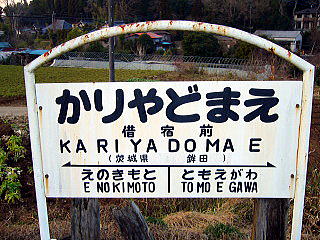 かりやどまえ
借宿前
KARIYADOMAE
(茨城県 鉾田)
えのきもと ともえがわ
ENOKIMOTO TOMOEGAWA